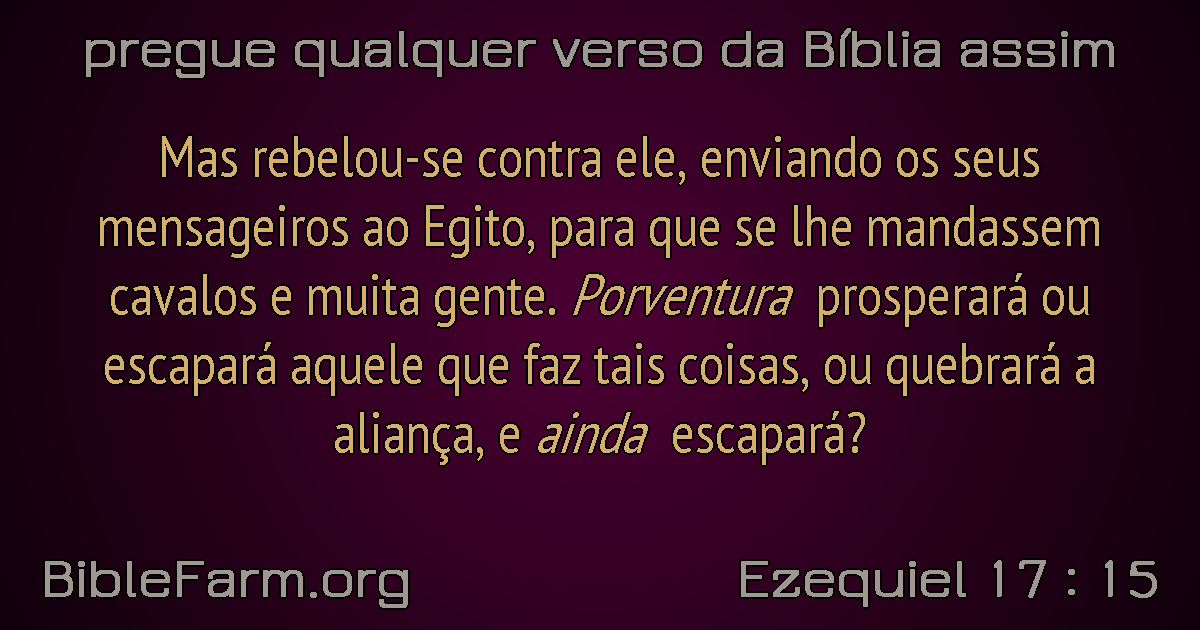 pregue qualquer verso da Bíblia assim
Mas rebelou-se contra ele, enviando os seus
mensageiros ao Egito, para que se lhe mandassem
cavalos e muita gente. Porventura prosperará ou
escapará aquele que faz tais coisas, ou quebrará a
aliança, e ainda escapará?
BibleFarm.org
Ezequiel 17 : 15